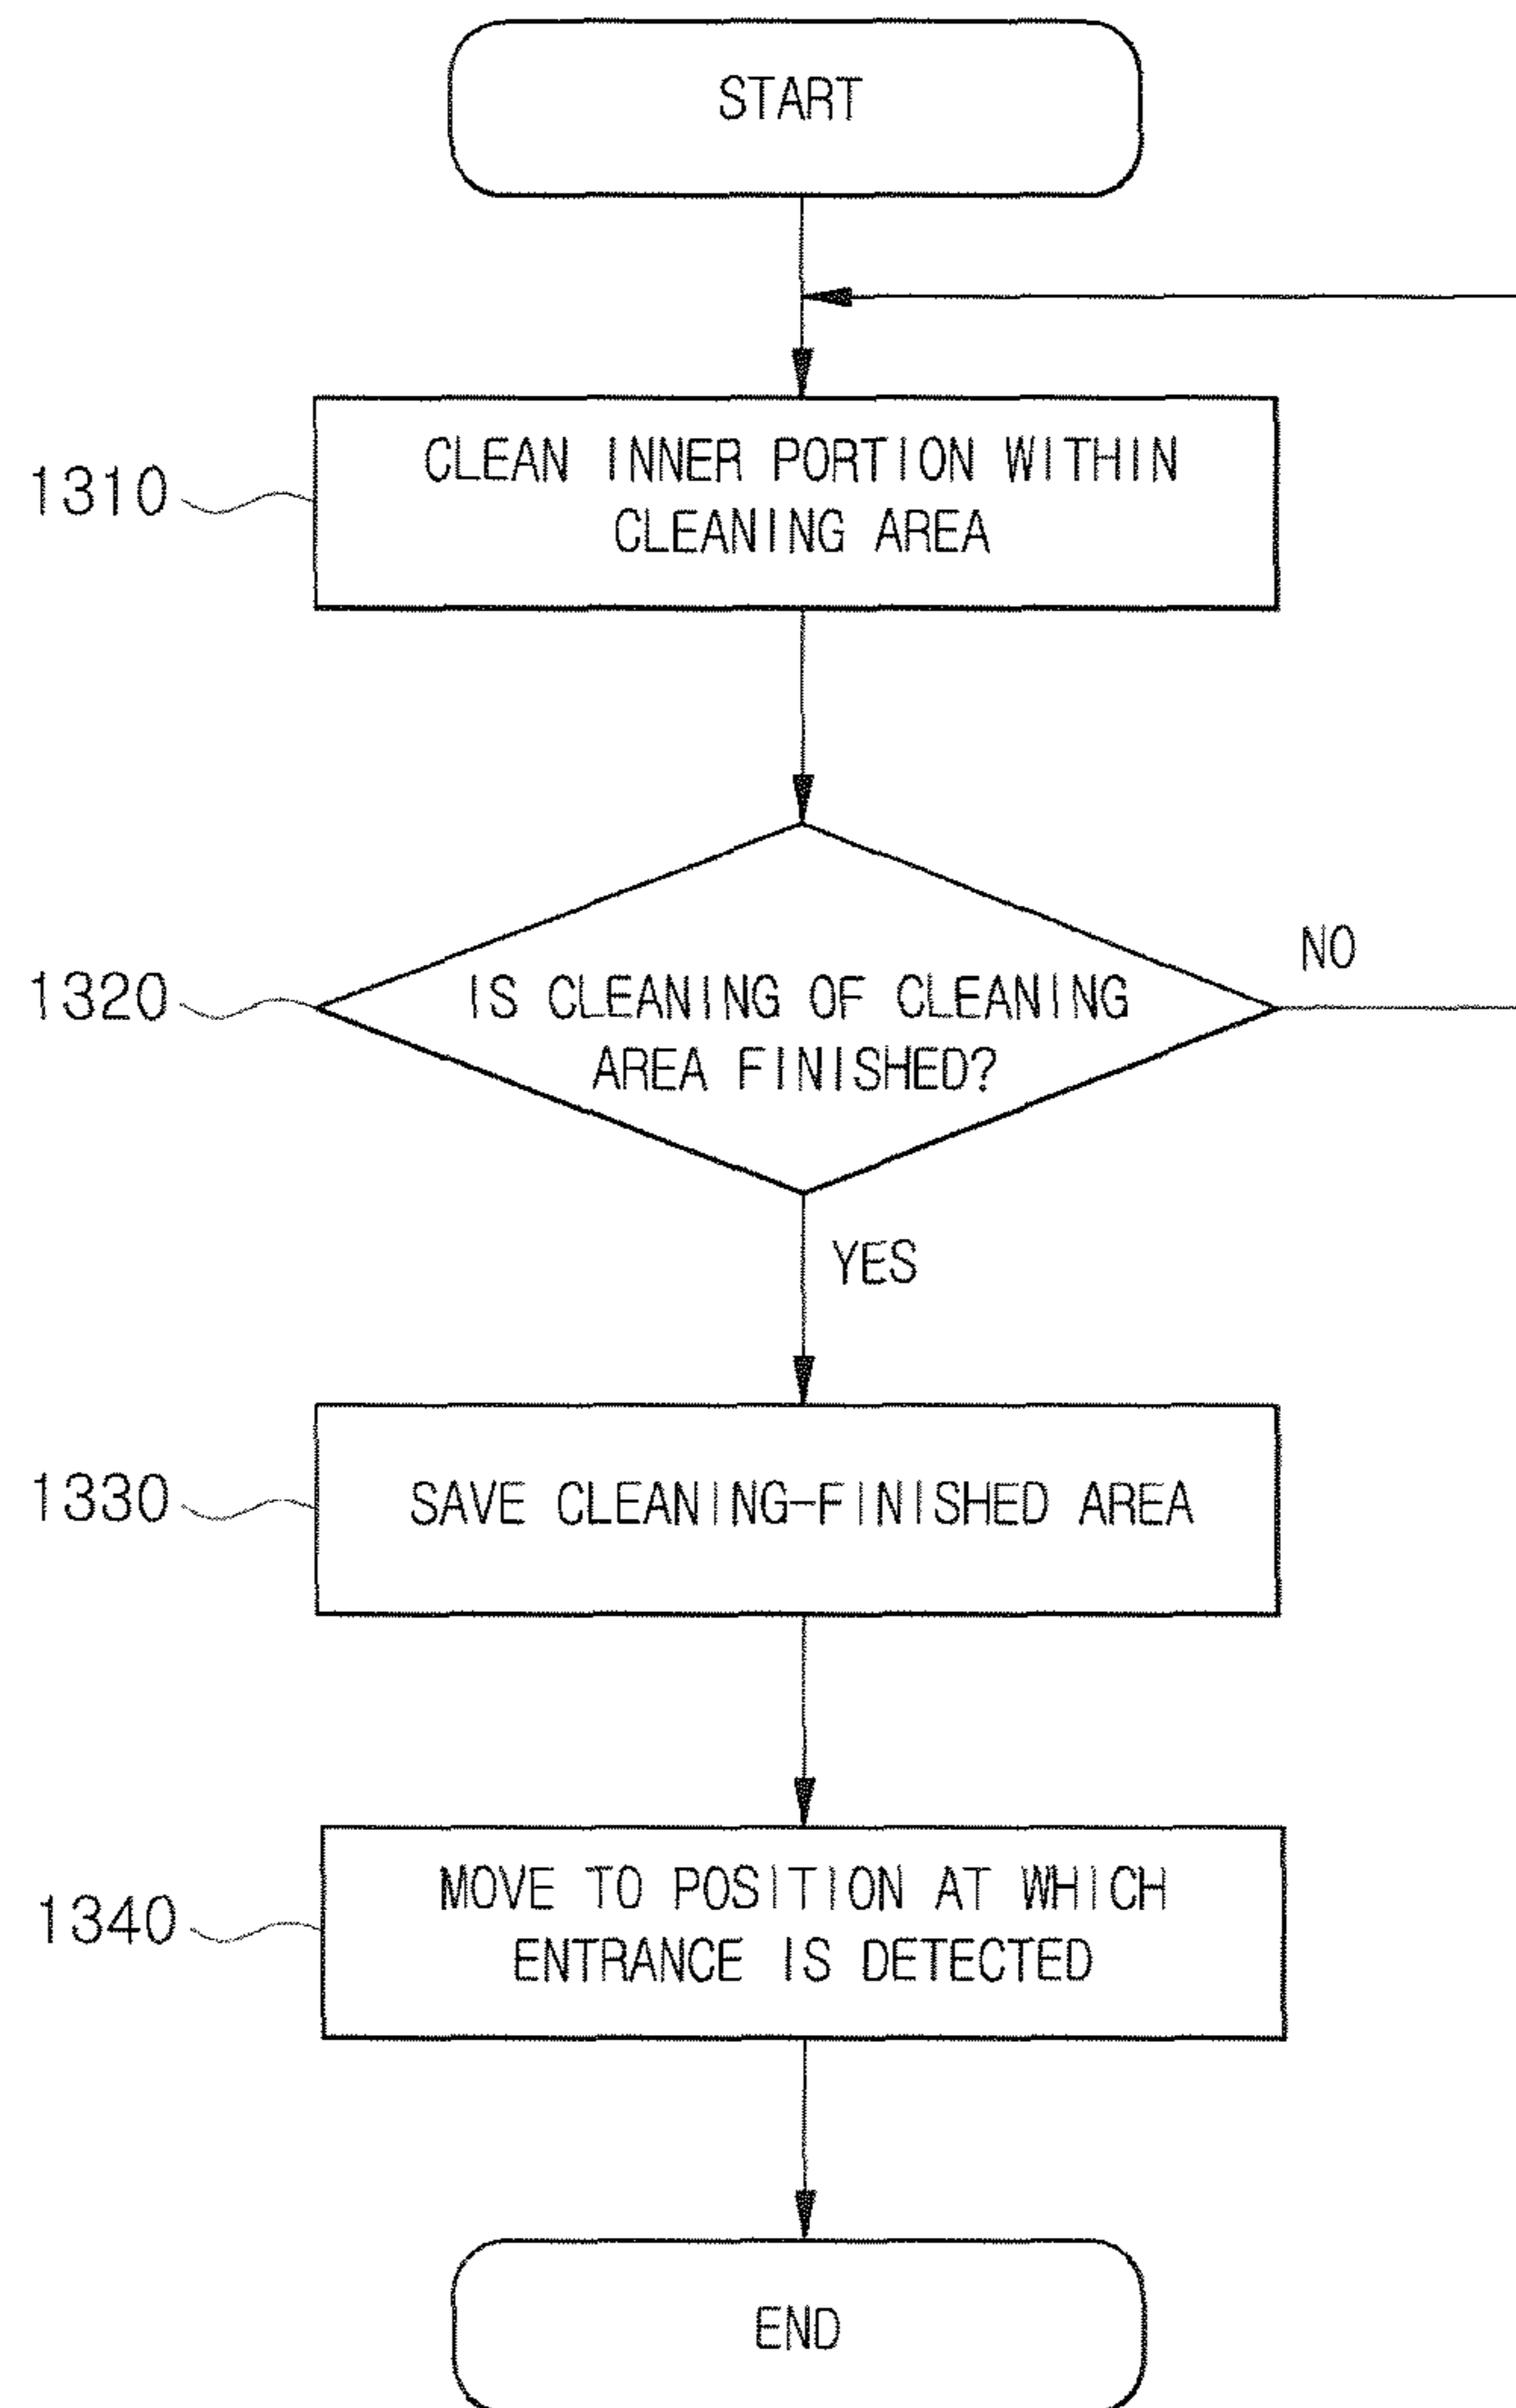 START
1310
CLEAN INNER PORTION WITHIN
CLEANING AREA
1320
IS CLEANING OF CLEANING
AREA FINISHED?
NO
YES
1330
SAVE CLEANING-FINISHED AREA
1340
MOVE TO POSITION AT WHICH
ENTRANCE IS DETECTED
END